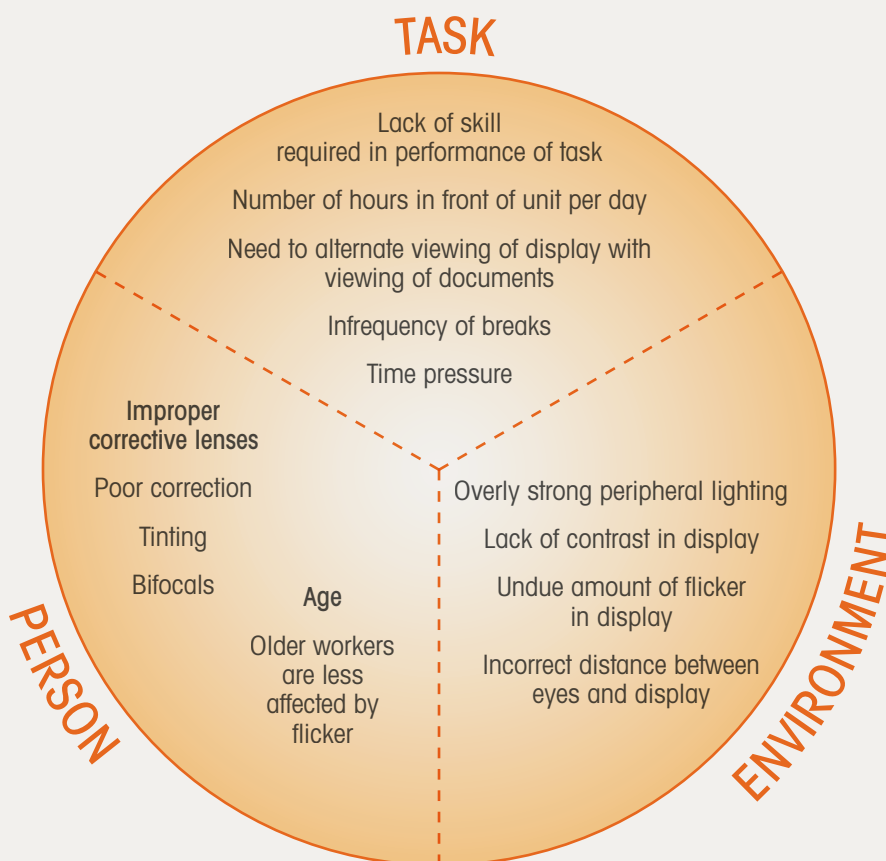 TASK
Lack of skill
required in performance of task
Number of hours in front of unit per day
Need to alternate viewing of display with
viewing of documents
Infrequency of breaks
Time pressure
Improper
corrective lenses
Poor correction
Tinting
Bifocals
Age
Older workers
are less
affected by
flicker
PERSON
Overly strong peripheral lighting
Lack of contrast in display
Undue amount of flicker
in display
Incorrect distance between
eyes and display
ENVIRONMENT